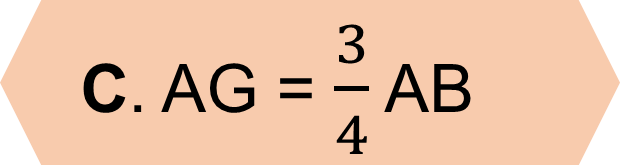 C. AG = 3/4 AB